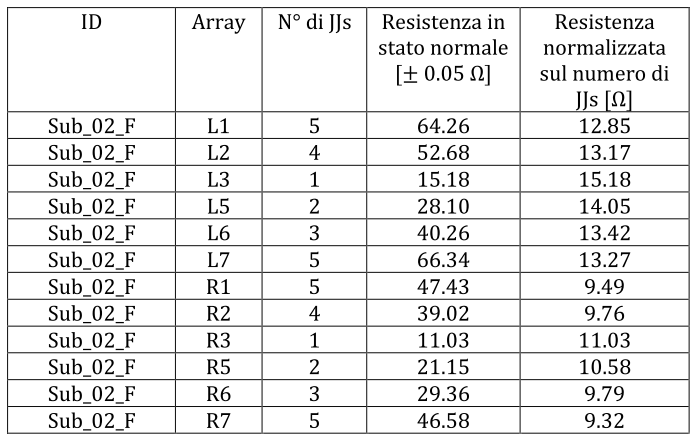 ID Array N° di JJs Resistenza in Resistenza
stato normale normalizzata
[± 0.05 Ω] sul numero di
JJs [Ω]
Sub_02_F L1 5 64.26 12.85
Sub_02_F L2 4 52.68 13.17
Sub_02_F L3 1 15.18 15.18
Sub_02_F L5 2 28.10 14.05
Sub_02_F L6 3 40.26 13.42
Sub_02_F L7 5 66.34 13.27
Sub_02_F R1 5 47.43 9.49
Sub_02_F R2 4 39.02 9.76
Sub_02_F R3 1 11.03 11.03
Sub_02_F R5 2 21.15 10.58
Sub_02_F R6 3 29.36 9.79
Sub_02_F R7 5 46.58 9.32